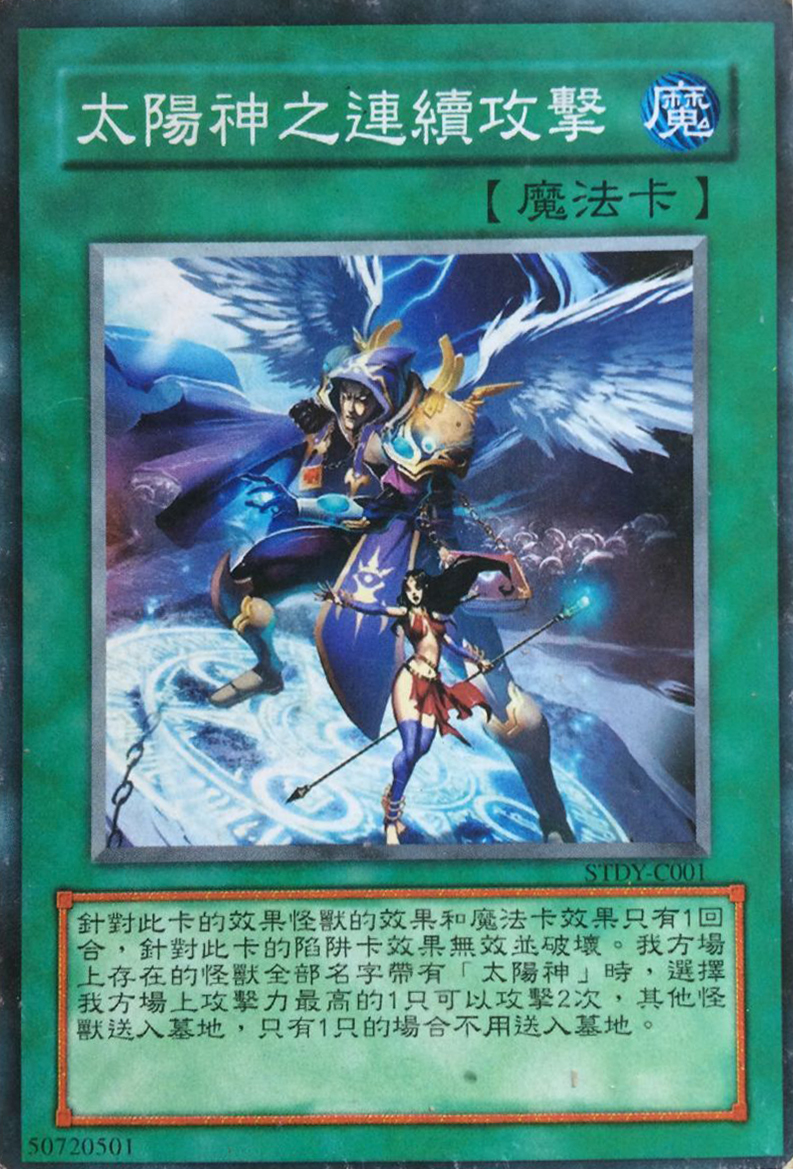 太陽神之連續攻擊 魔
【魔法卡】
STDY-C001
針對此卡的效果怪獸的效果和魔法卡效果只有1回
合，針對此卡的陷阱卡效果無效並破壞。我方場
上存在的怪獸全部名字帶有「太陽神」時，選擇
我方場上攻擊力最高的1只可以攻擊2次，其他怪
獸送入墓地，只有1只的場合不用送入墓地。
50720501